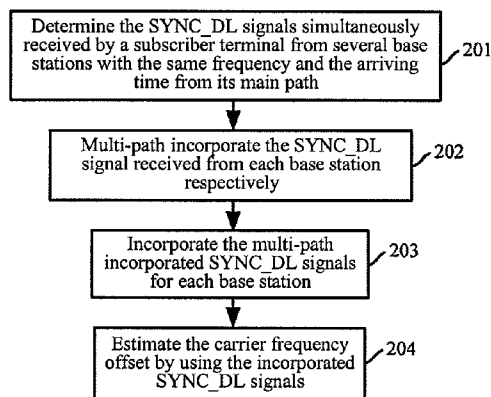 Determine the SYNC_DL signals simultaneously
received by a subscriber terminal from several base
stations with the same frequency and the arriving
time from its main path
201
Multi-path incorporate the SYNC_DL
signal received from each base station
respectively
202
Incorporate the multi-path
incorporated SYNC_DL signals
for each base station
203
Estimate the carrier frequency
offset by using the incorporated
SYNC_DL signals
204